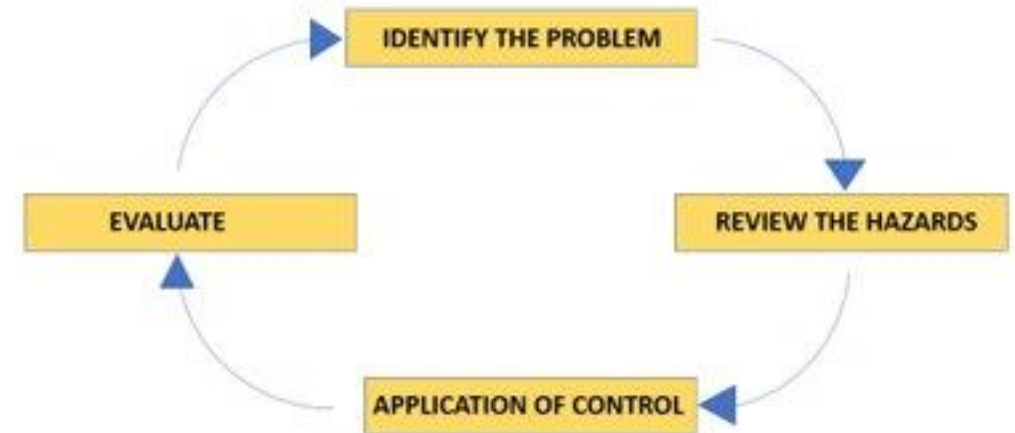 IDENTIFY THE PROBLEM
REVIEW THE HAZARDS
APPLICATION OF CONTROL
EVALUATE